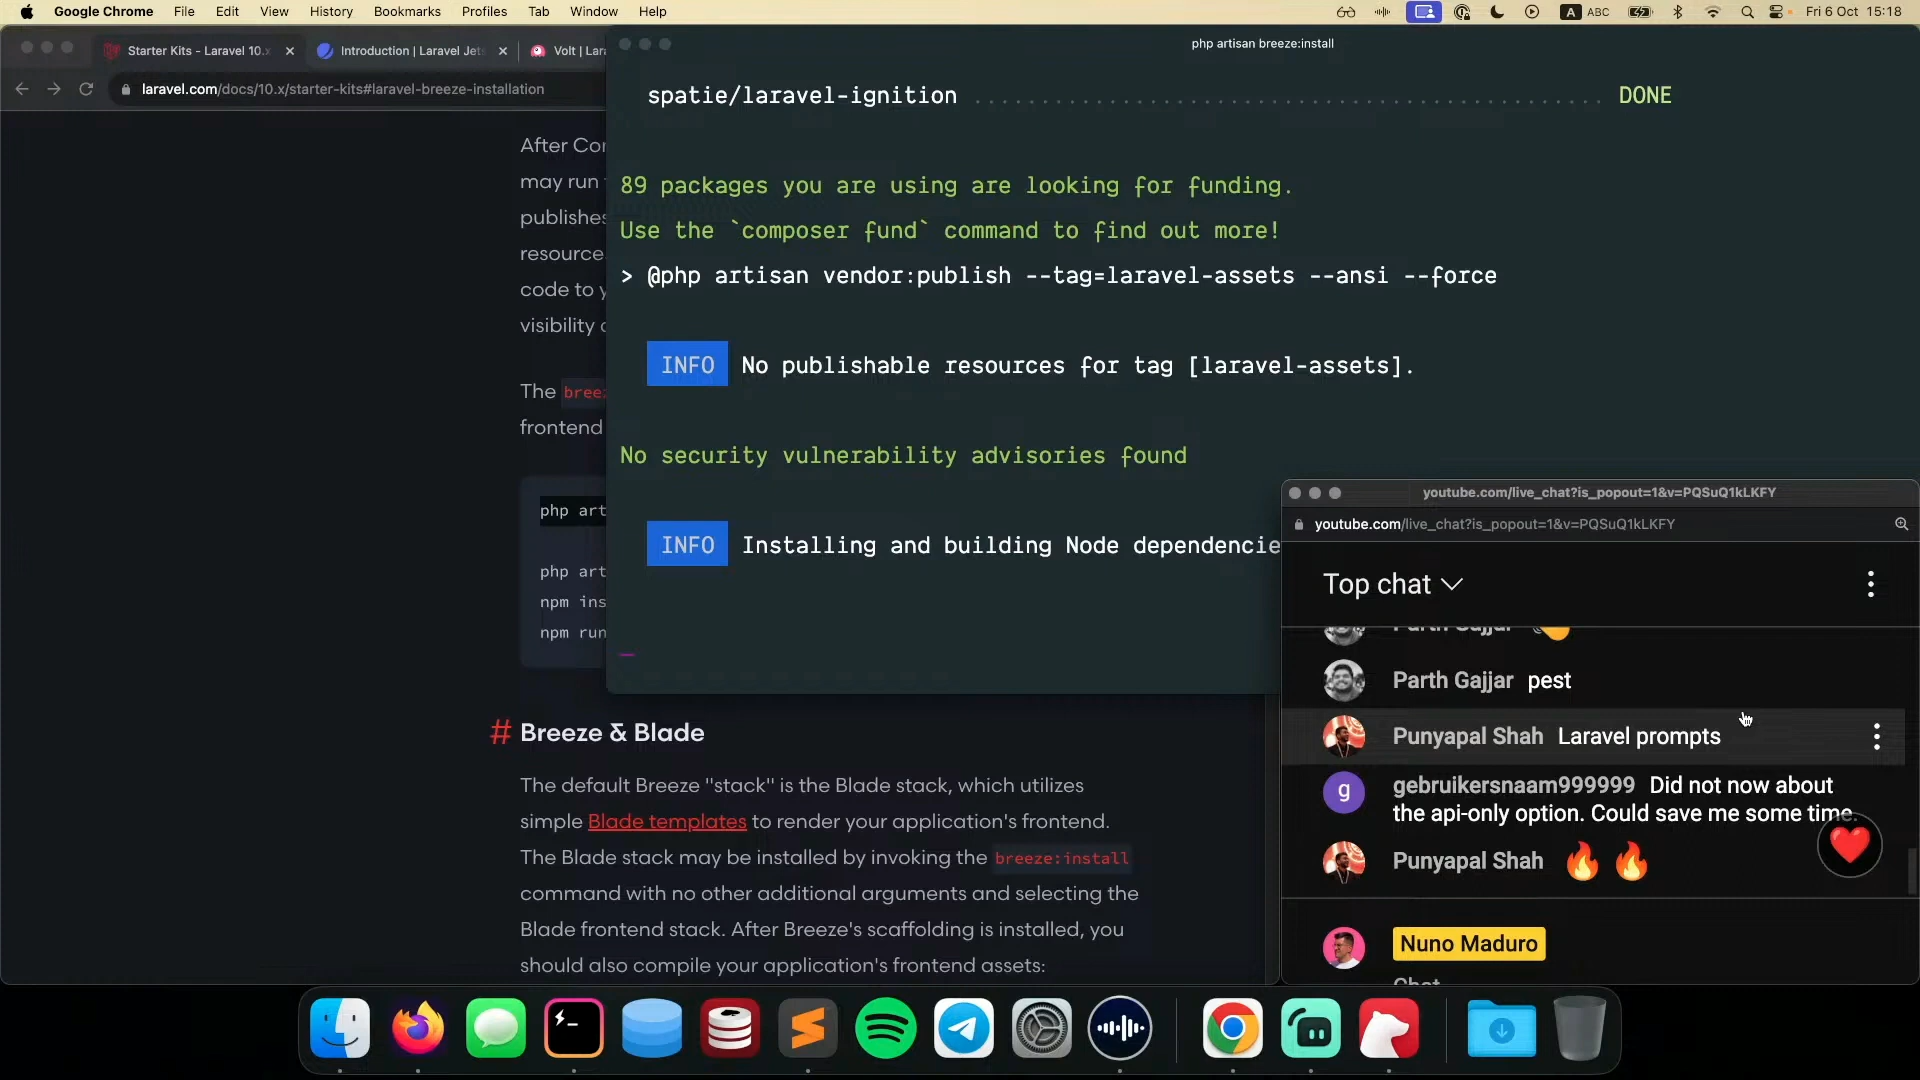 Google Chrome File Edit View History Bookmarks Profiles Tab Window Help
A ABC Fri 6 Oct 15:18
Starter Kits - Laravel 10.x
Introduction | Laravel Jets
Volt | Lara
laravel.com/docs/10.x/starter-kits#laravel-breeze-installation
After Com
may run
publishes
resource
code to y
visibility
The bree
frontend
php art
php art
npm ins
npm run
# Breeze & Blade
The default Breeze "stack" is the Blade stack, which utilizes
simple Blade templates to render your application's frontend.
The Blade stack may be installed by invoking the breeze:install
command with no other additional arguments and selecting the
Blade frontend stack. After Breeze's scaffolding is installed, you
should also compile your application's frontend assets:
php artisan breeze:install
spatie/laravel-ignition .............................................. DONE
89 packages you are using are looking for funding.
Use the `composer fund` command to find out more!
> @php artisan vendor:publish --tag=laravel-assets --ansi --force
INFO No publishable resources for tag [laravel-assets].
No security vulnerability advisories found
INFO Installing and building Node dependencie
youtube.com/live_chat?is_popout=1&v=PQSuQ1kLKFY
youtube.com/live_chat?is_popout=1&v=PQSuQ1kLKFY
Top chat
Parth Gajjar
Parth Gajjar pest
Punyapal Shah Laravel prompts
g gebruikersnaam999999 Did not now about
the api-only option. Could save me some time.
Punyapal Shah 🔥 🔥
Nuno Maduro
Chat